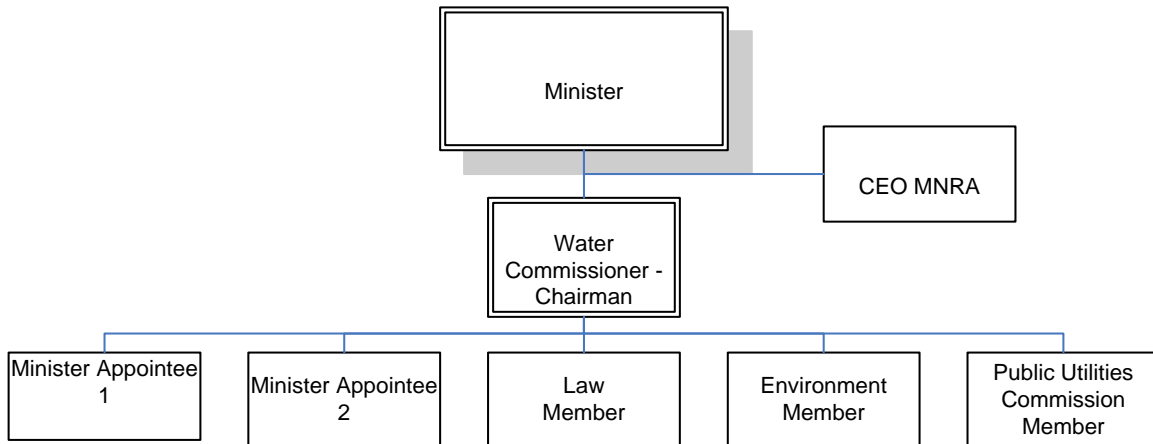 Minister
CEO MNRA
Water
Commissioner -
Chairman
Minister Appointee
1
Minister Appointee
2
Law
Member
Environment
Member
Public Utilities
Commission
Member